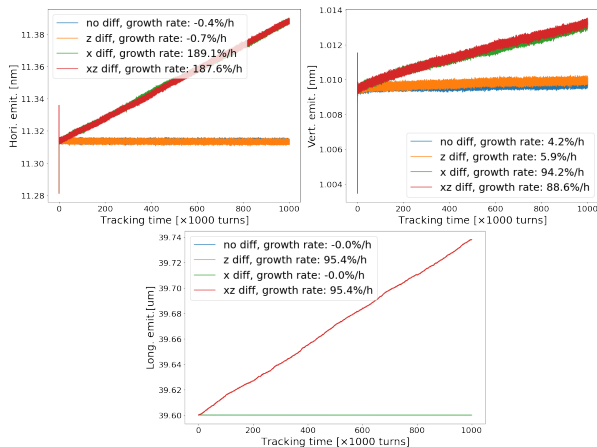 Hori. emit. [nm]
11.40
11.36
11.32
11.28
no diff, growth rate: -0.4%/h
z diff, growth rate: -0.7%/h
x diff, growth rate: 189.1%/h
xz diff, growth rate: 187.6%/h
0 200 400 600 800 1000
Tracking time [×1000 turns]
Vert. emit. [nm]
1.014
1.012
1.010
1.008
1.006
1.004
no diff, growth rate: 4.2%/h
z diff, growth rate: 5.9%/h
x diff, growth rate: 94.2%/h
xz diff, growth rate: 88.6%/h
0 200 400 600 800 1000
Tracking time [×1000 turns]
Long. emit.[um]
39.74
39.72
39.70
39.68
39.66
39.64
39.62
39.60
no diff, growth rate: -0.0%/h
z diff, growth rate: 95.4%/h
x diff, growth rate: -0.0%/h
xz diff, growth rate: 95.4%/h
0 200 400 600 800 1000
Tracking time [×1000 turns]